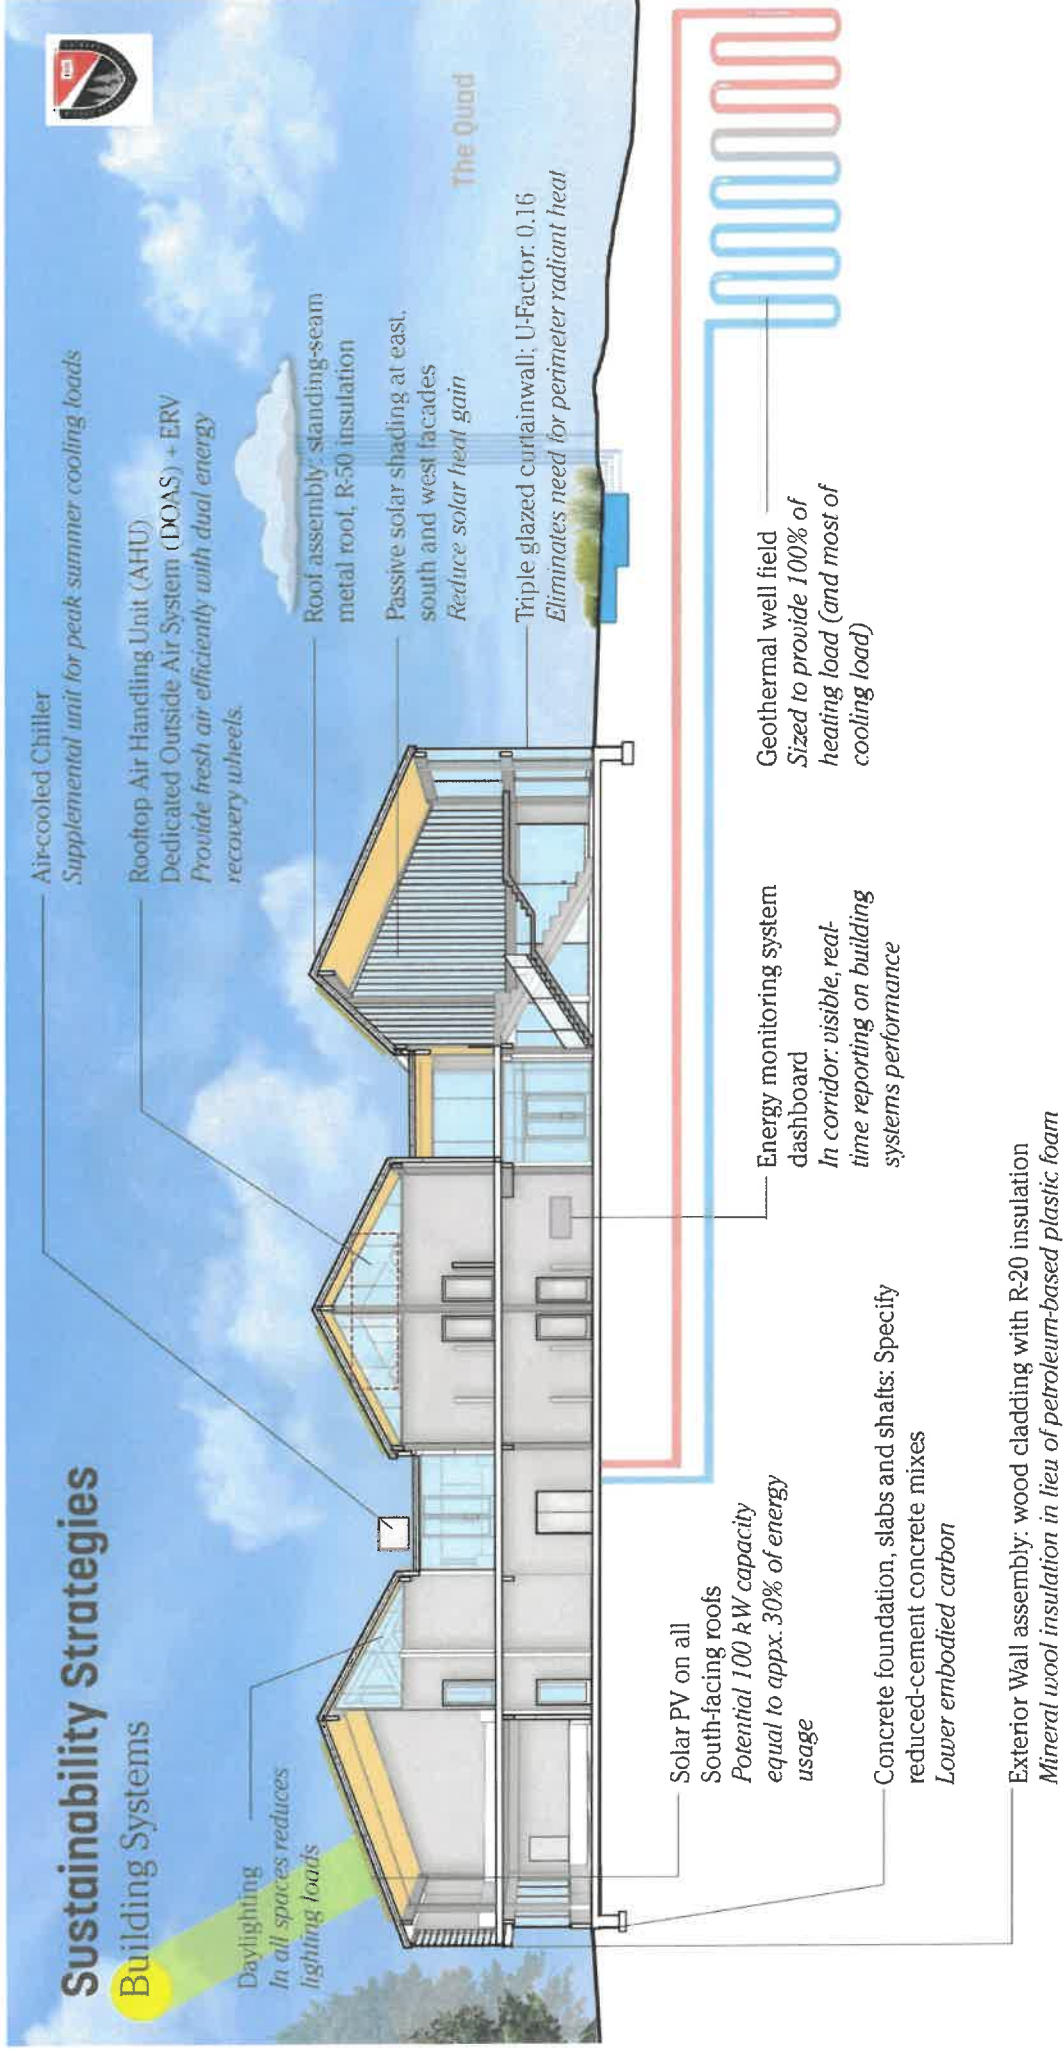 Sustainability Strategies
Building Systems
Daylighting
In all spaces reduces
lighting loads
Air-cooled Chiller
Supplemental unit for peak summer cooling loads
Rooftop Air Handling Unit (AHU)
Dedicated Outside Air System (DOAS) + ERV
Provide fresh air efficiently with dual energy
recovery wheels.
Roof assembly: standing-seam
metal roof, R-50 insulation
Passive solar shading at east,
south and west facades
Reduce solar heat gain
Triple glazed curtainwall; U-Factor: 0.16
Eliminates need for perimeter radiant heat
The Quad
Solar PV on all
South-facing roofs
Potential 100 kW capacity
equal to appx. 30% of energy
usage
Concrete foundation, slabs and shafts: Specify
reduced-cement concrete mixes
Lower embodied carbon
Exterior Wall assembly: wood cladding with R-20 insulation
Mineral wool insulation in lieu of petroleum-based plastic foam
Energy monitoring system
dashboard
In corridor: visible, real-
time reporting on building
systems performance
Geothermal well field
Sized to provide 100% of
heating load (and most of
cooling load)